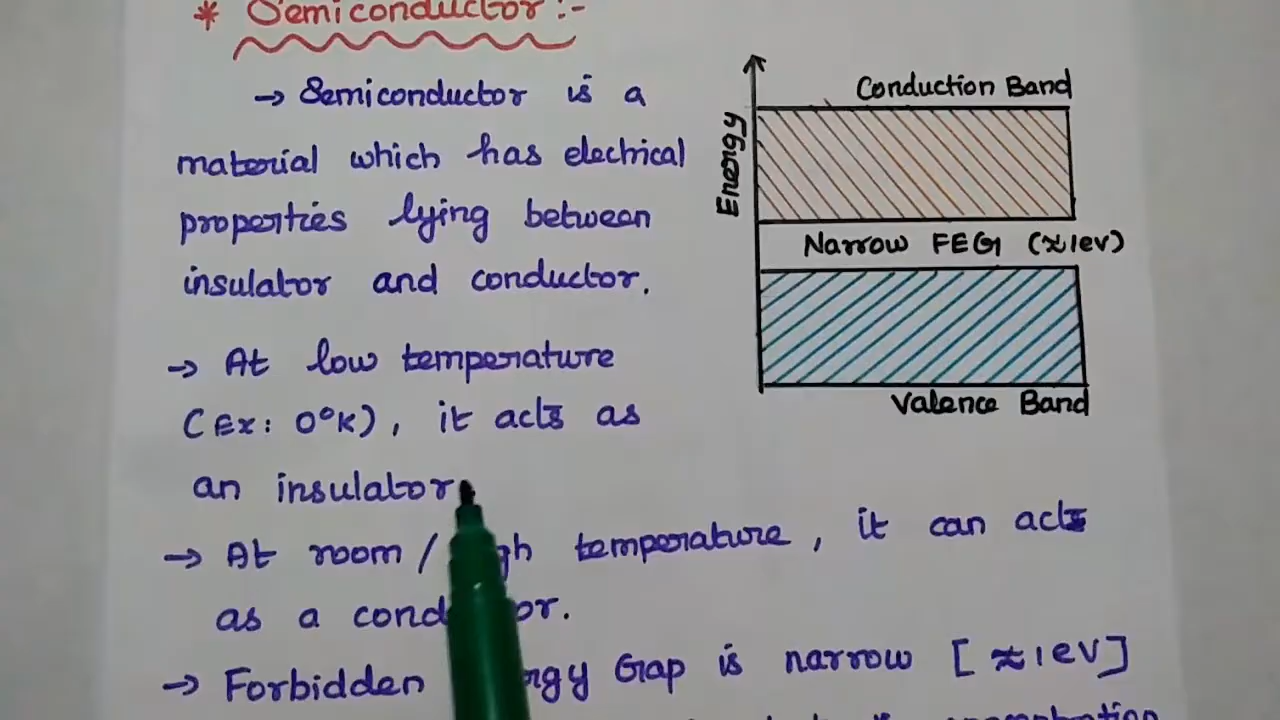 * Semiconductor :-
→ Semiconductor is a
material which has electrical
properties lying between
insulator and conductor.
→ At low temperature
(Ex: 0°K), it acts as
an insulator
→ At room / temperature, it can acts
as a
→ Forbidden Gap is narrow [≈1eV]
Conduction Band
Energy
Narrow FEG (≈1ev)
Valence Band